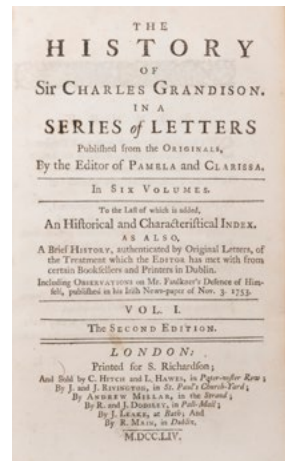 THE
HISTORY
OF
Sir CHARLES GRANDISON.
IN A
SERIES of LETTERS
Published from the ORIGINALS,
By the Editor of PAMELA and CLARISSA.
In SIX VOLUMES.
To the Last of which is added,
An Historical and Characteristical INDEX.
AS ALSO,
A Brief HISTORY, authenticated by Original Letters, of
the Treatment which the EDITOR has met with from
certain Booksellers and Printers in Dublin.
Including OBSERVATIONS on Mr. Faulkner's Defence of Him-
self, published in his Irish News-paper of Nov. 3. 1753.
VOL. I.
The SECOND EDITION.
LONDON:
Printed for S. Richardson;
And Sold by C. HITCH and L. HAWES, in Pater-noster Row;
By J. and J. RIVINGTON, in St. Paul's Church-Yard;
By ANDREW MILLAR, in the Strand;
By R. and J. DODSLEY, in Pall-Mall;
By J. LEAKE, at Bath; And
By R. MAIN, in Dublin.
M.DCC.LIV.